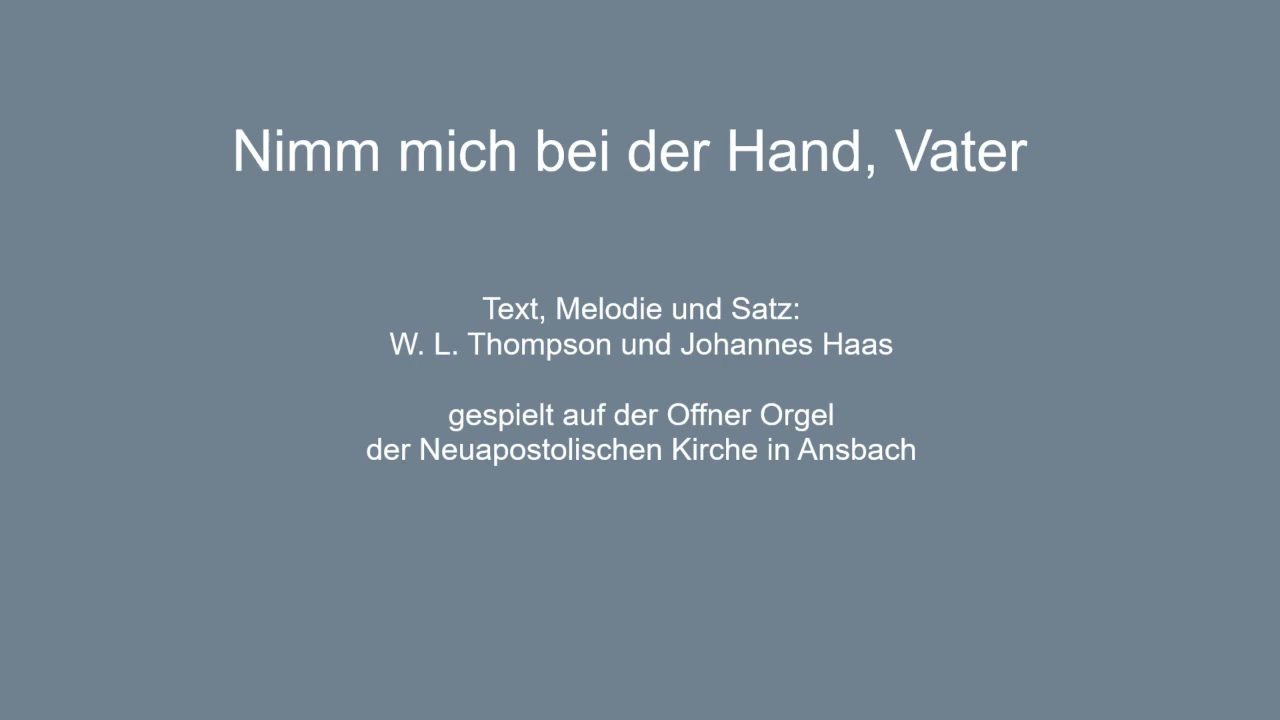 Nimm mich bei der Hand, Vater
Text, Melodie und Satz:
W. L. Thompson und Johannes Haas
gespielt auf der Offner Orgel
der Neuapostolischen Kirche in Ansbach